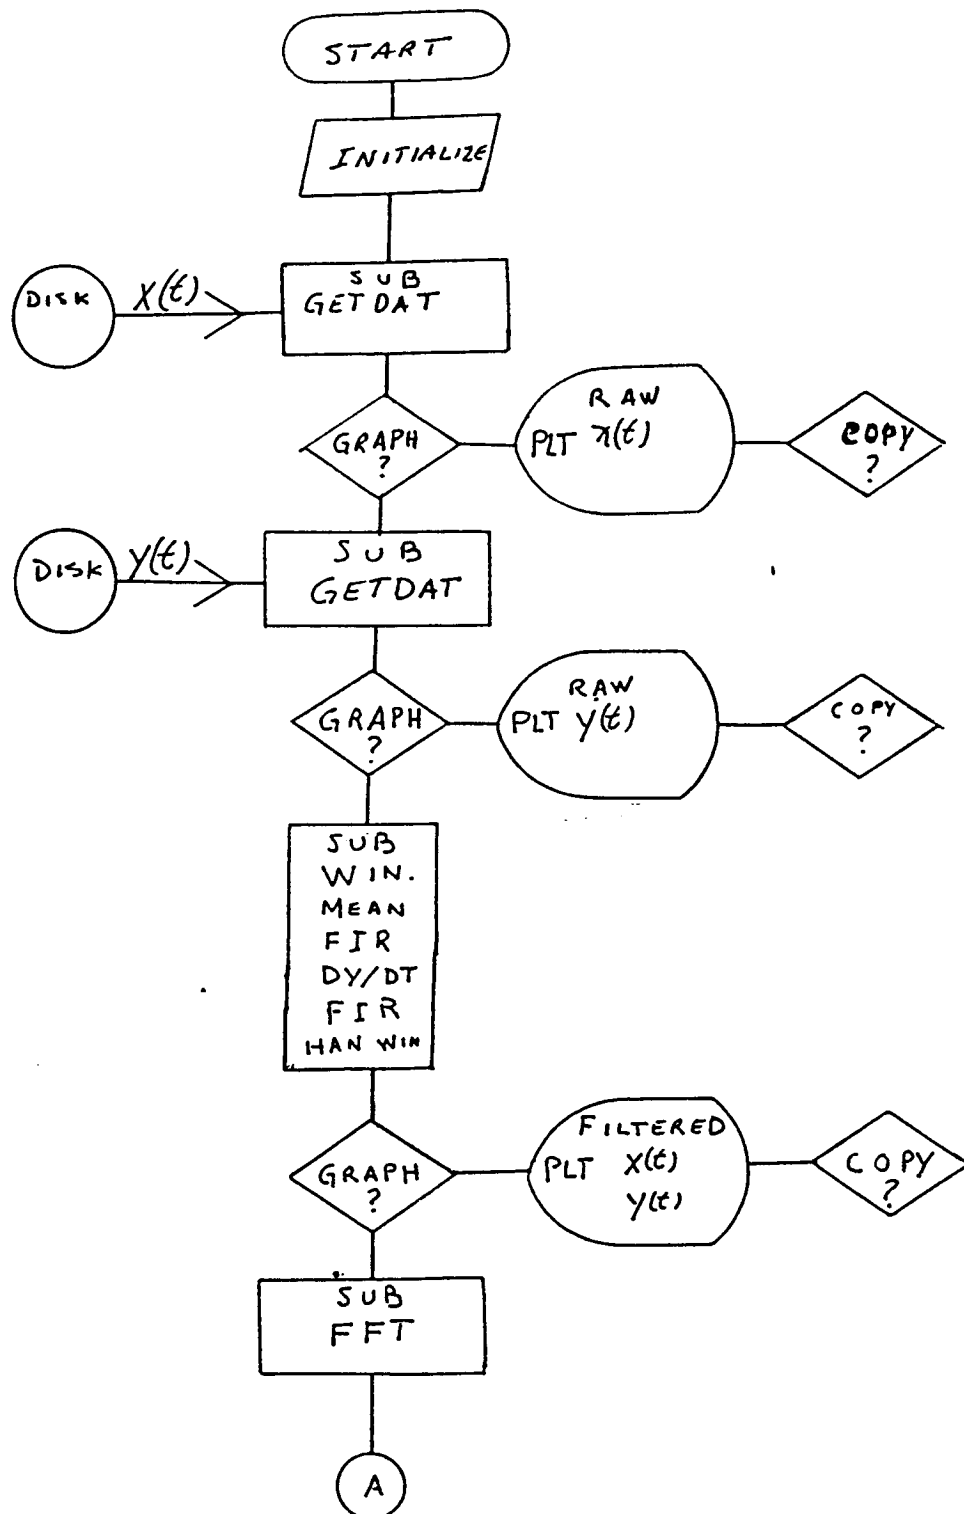 START
INITIALIZE
DISK
X(t)
SUB
GETDAT
GRAPH
?
RAW
PLT x(t)
COPY
?
DISK
Y(t)
SUB
GETDAT
GRAPH
?
RAW
PLT y(t)
COPY
?
SUB
WIN.
MEAN
FIR
DY/DT
FIR
HAN WIN
GRAPH
?
FILTERED
PLT X(t)
Y(t)
COPY
?
SUB
FFT
A